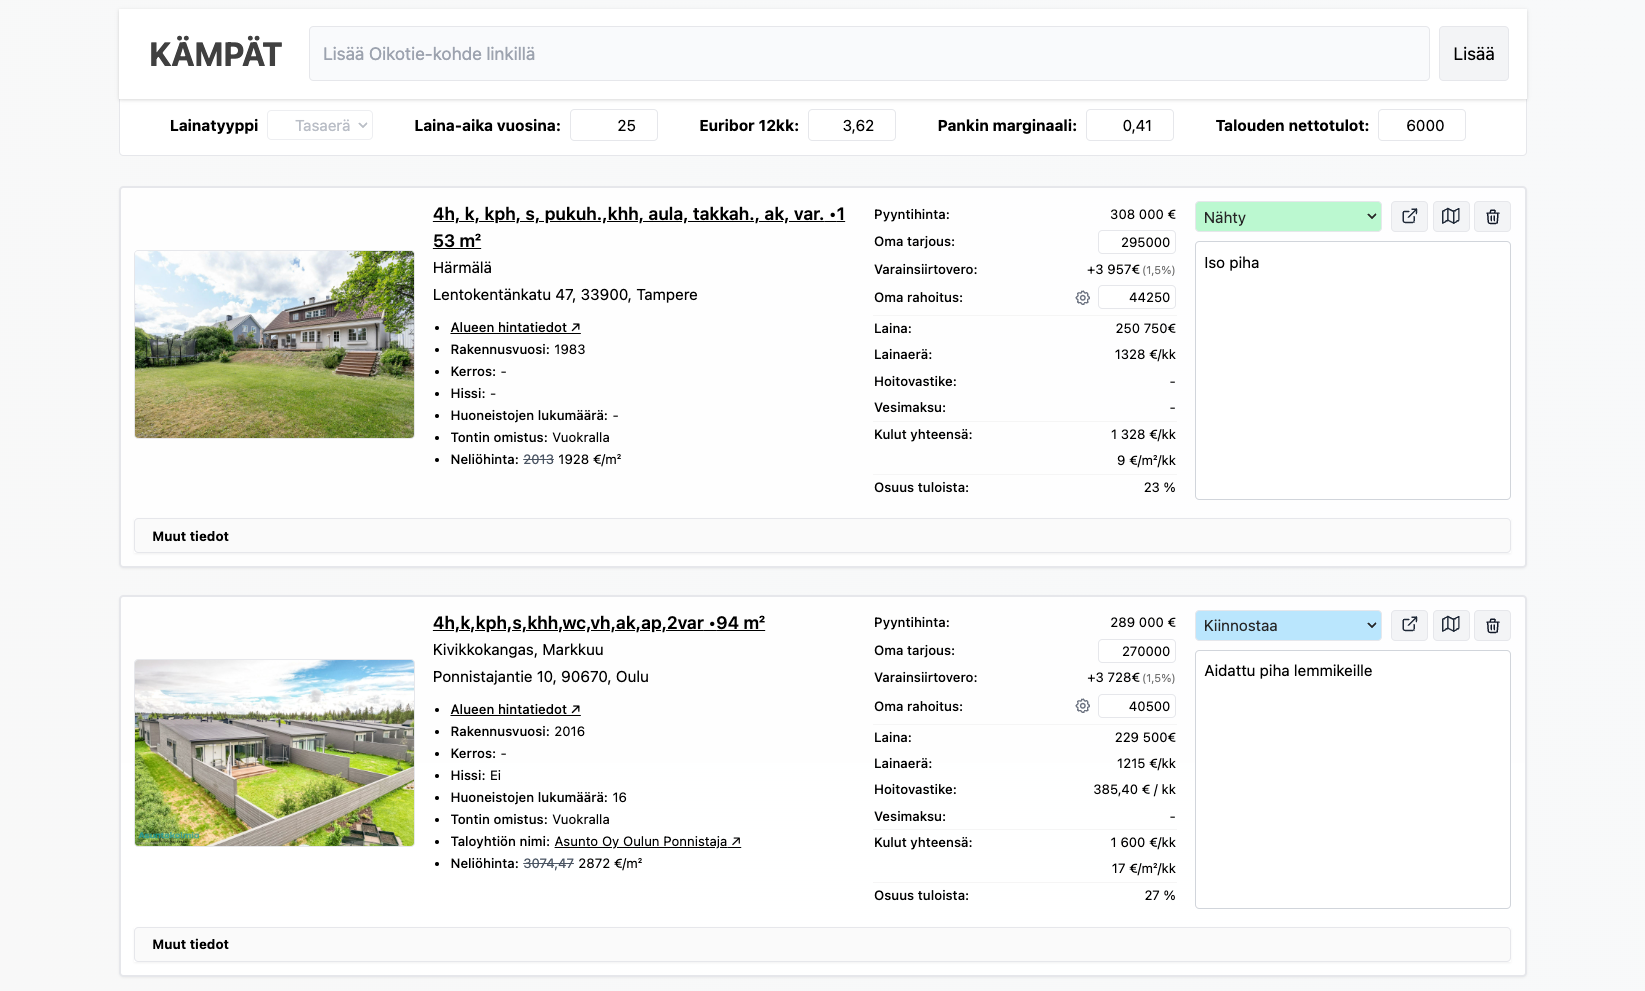 KÄMPÄT
Lisää Oikotie-kohde linkillä
Lisää
Lainatyyppi Tasaerä
Laina-aika vuosina: 25
Euribor 12kk: 3,62
Pankin marginaali: 0,41
Talouden nettotulot: 6000
4h, k, kph, s, pukuh.,khh, aula, takkah., ak, var. •1
53 m²
Härmälä
Lentokentänkatu 47, 33900, Tampere
Alueen hintatiedot ↗
Rakennusvuosi: 1983
Kerros: -
Hissi: -
Huoneistojen lukumäärä: -
Tontin omistus: Vuokralla
Neliöhinta: 2013 1928 €/m²
Pyyntihinta: 308 000 €
Oma tarjous: 295000
Varainsiirtovero: +3 957€ (1,5%)
Oma rahoitus: 44250
Laina: 250 750€
Lainaerä: 1328 €/kk
Hoitovastike: -
Vesimaksu: -
Kulut yhteensä: 1 328 €/kk
9 €/m²/kk
Osuus tuloista: 23 %
Nähty
Iso piha
Muut tiedot
4h,k,kph,s,khh,wc,vh,ak,ap,2var •94 m²
Kivikkokangas, Markkuu
Ponnistajantie 10, 90670, Oulu
Alueen hintatiedot ↗
Rakennusvuosi: 2016
Kerros: -
Hissi: Ei
Huoneistojen lukumäärä: 16
Tontin omistus: Vuokralla
Taloyhtiön nimi: Asunto Oy Oulun Ponnistaja ↗
Neliöhinta: 3074,47 2872 €/m²
Pyyntihinta: 289 000 €
Oma tarjous: 270000
Varainsiirtovero: +3 728€ (1,5%)
Oma rahoitus: 40500
Laina: 229 500€
Lainaerä: 1215 €/kk
Hoitovastike: 385,40 € / kk
Vesimaksu: -
Kulut yhteensä: 1 600 €/kk
17 €/m²/kk
Osuus tuloista: 27 %
Kiinnostaa
Aidattu piha lemmikeille
Muut tiedot